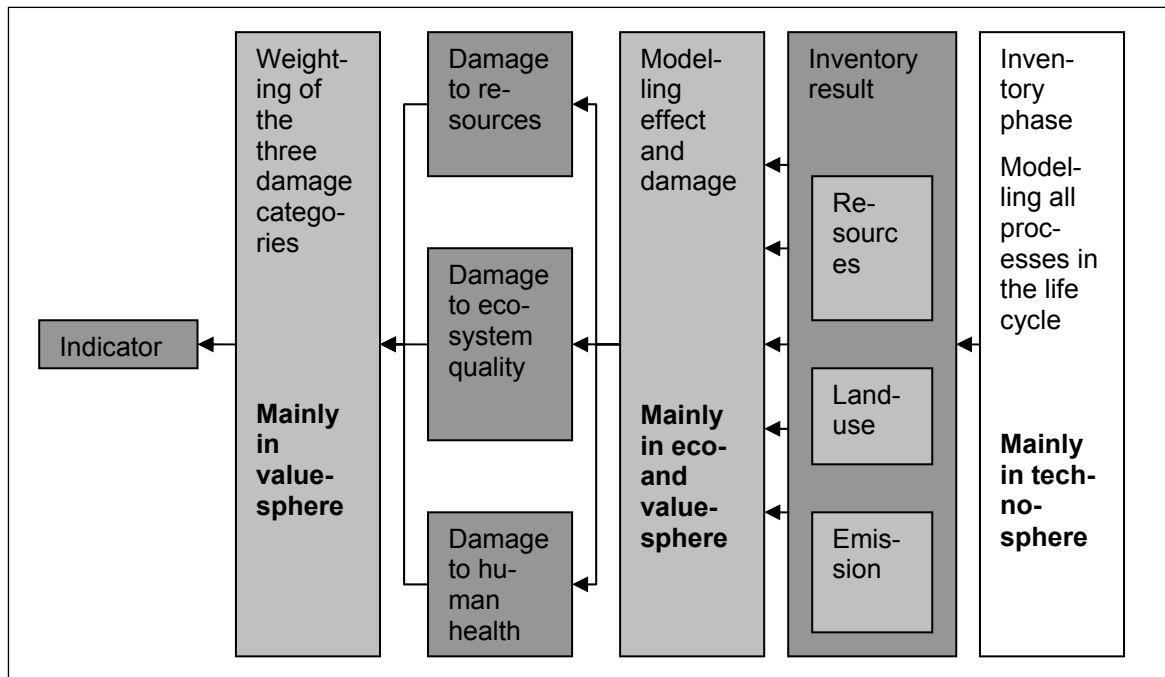 Indicator
Weight-
ing of
the
three
damage
catego-
ries
Mainly
in
value-
sphere
Damage
to re-
sources
Damage
to eco-
system
quality
Damage
to hu-
man
health
Model-
ling
effect
and
damage
Mainly
in eco-
and
value-
sphere
Inventory
result
Re-
sourc
es
Land-
use
Emis-
sion
Inven-
tory
phase
Model-
ling all
proc-
esses in
the life
cycle
Mainly
in tech-
no-
sphere